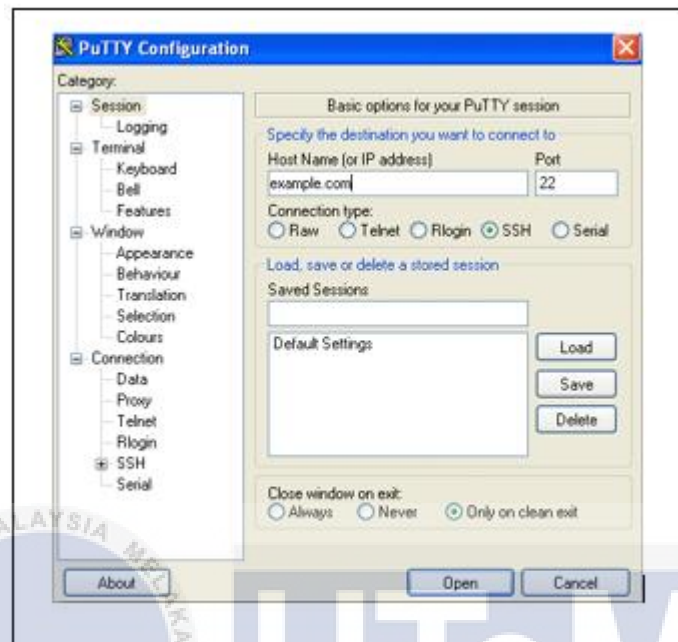 PuTTY Configuration
Category:
Session
Logging
Terminal
Keyboard
Bell
Features
Window
Appearance
Behaviour
Translation
Selection
Colours
Connection
Data
Proxy
Telnet
Rlogin
SSH
Serial
Basic options for your PuTTY session
Specify the destination you want to connect to
Host Name (or IP address) Port
example.com 22
Connection type:
Raw Telnet Rlogin SSH Serial
Load, save or delete a stored session
Saved Sessions
Default Settings
Load
Save
Delete
Close window on exit:
Always Never Only on clean exit
About Open Cancel